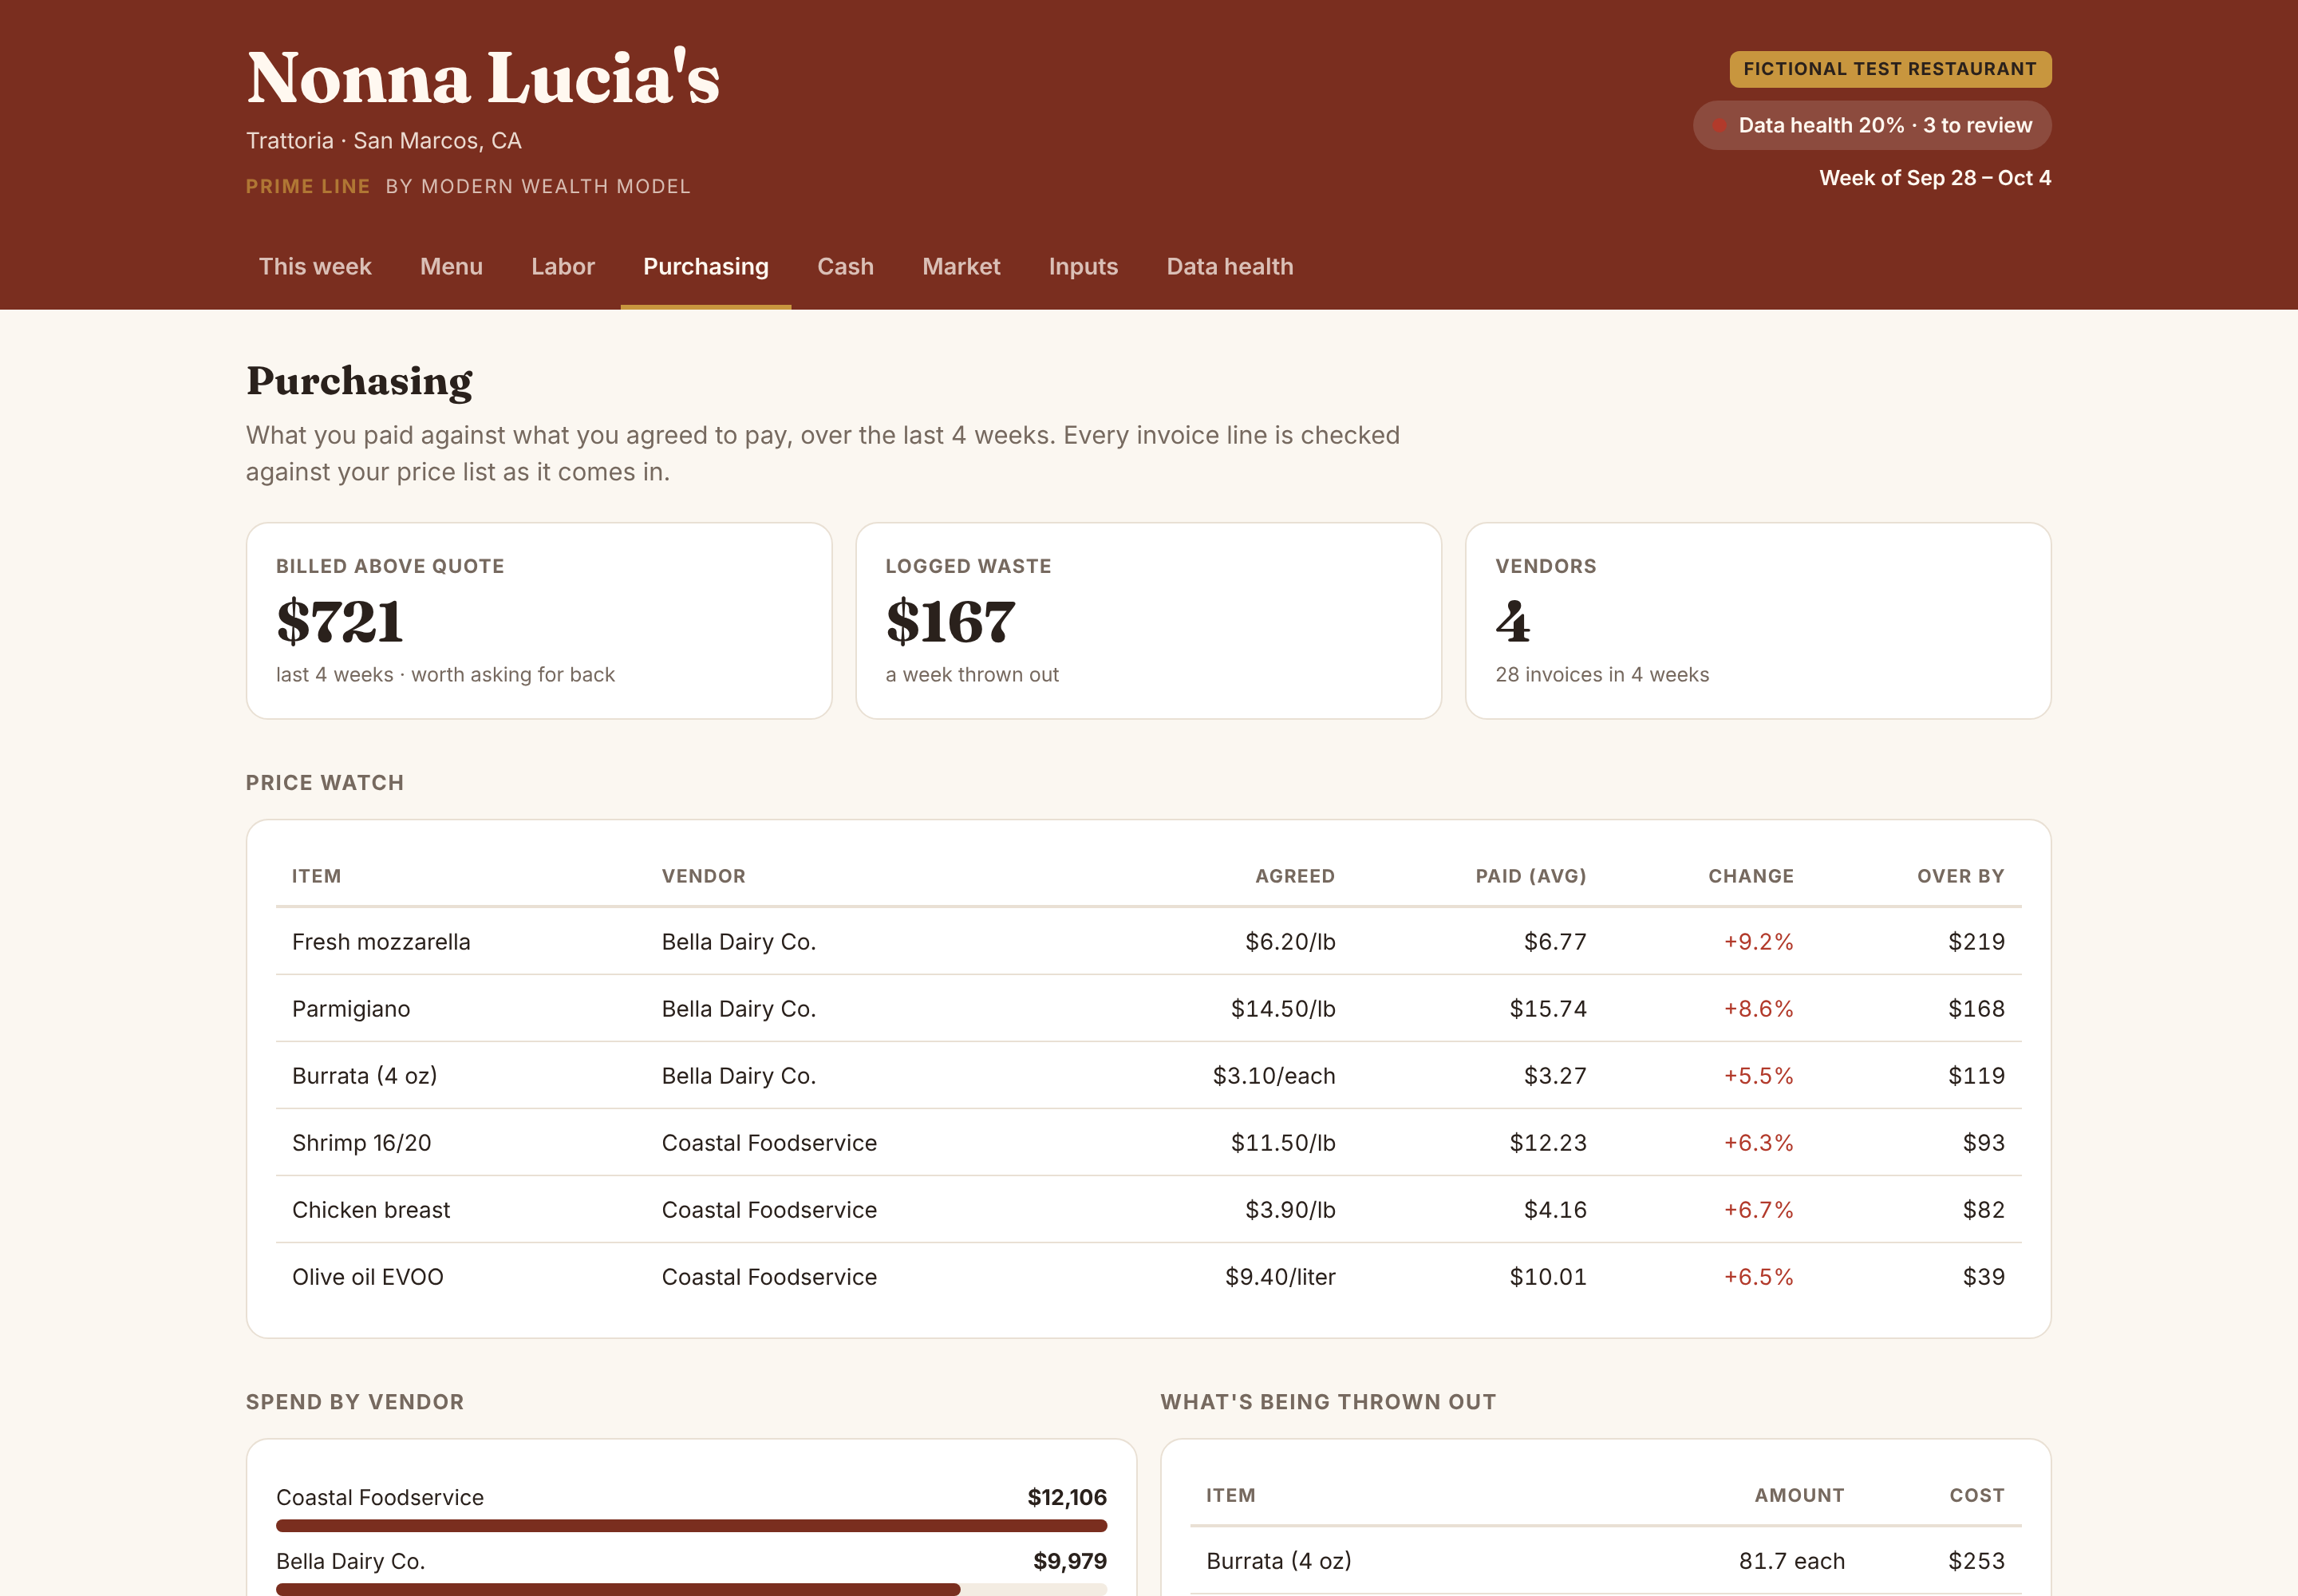 Nonna Lucia's
Trattoria · San Marcos, CA
PRIME LINE BY MODERN WEALTH MODEL
FICTIONAL TEST RESTAURANT
Data health 20% · 3 to review
Week of Sep 28 – Oct 4
This week Menu Labor Purchasing Cash Market Inputs Data health
Purchasing
What you paid against what you agreed to pay, over the last 4 weeks. Every invoice line is checked
against your price list as it comes in.
BILLED ABOVE QUOTE
$721
last 4 weeks · worth asking for back
LOGGED WASTE
$167
a week thrown out
VENDORS
4
28 invoices in 4 weeks
PRICE WATCH
ITEM VENDOR AGREED PAID (AVG) CHANGE OVER BY
Fresh mozzarella Bella Dairy Co. $6.20/lb $6.77 +9.2% $219
Parmigiano Bella Dairy Co. $14.50/lb $15.74 +8.6% $168
Burrata (4 oz) Bella Dairy Co. $3.10/each $3.27 +5.5% $119
Shrimp 16/20 Coastal Foodservice $11.50/lb $12.23 +6.3% $93
Chicken breast Coastal Foodservice $3.90/lb $4.16 +6.7% $82
Olive oil EVOO Coastal Foodservice $9.40/liter $10.01 +6.5% $39
SPEND BY VENDOR
Coastal Foodservice $12,106
Bella Dairy Co. $9,979
WHAT'S BEING THROWN OUT
ITEM AMOUNT COST
Burrata (4 oz) 81.7 each $253